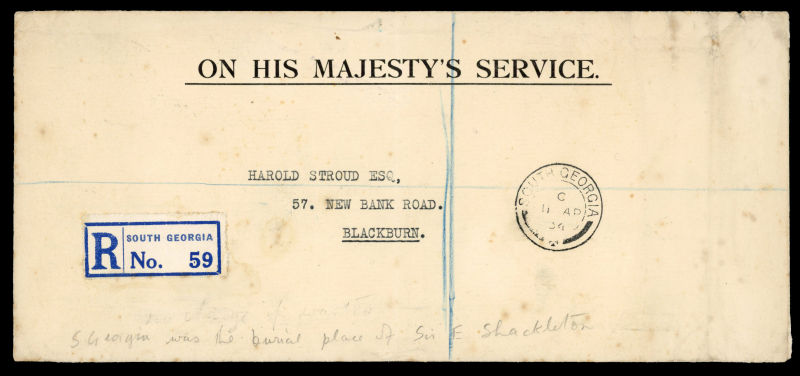 ON HIS MAJESTY'S SERVICE.
HAROLD STROUD ESQ,
57. NEW BANK ROAD.
BLACKBURN.
SOUTH GEORGIA
C
11 AP
34
R SOUTH GEORGIA
No. 59
S Georgia was the burial place of Sir E Shackleton